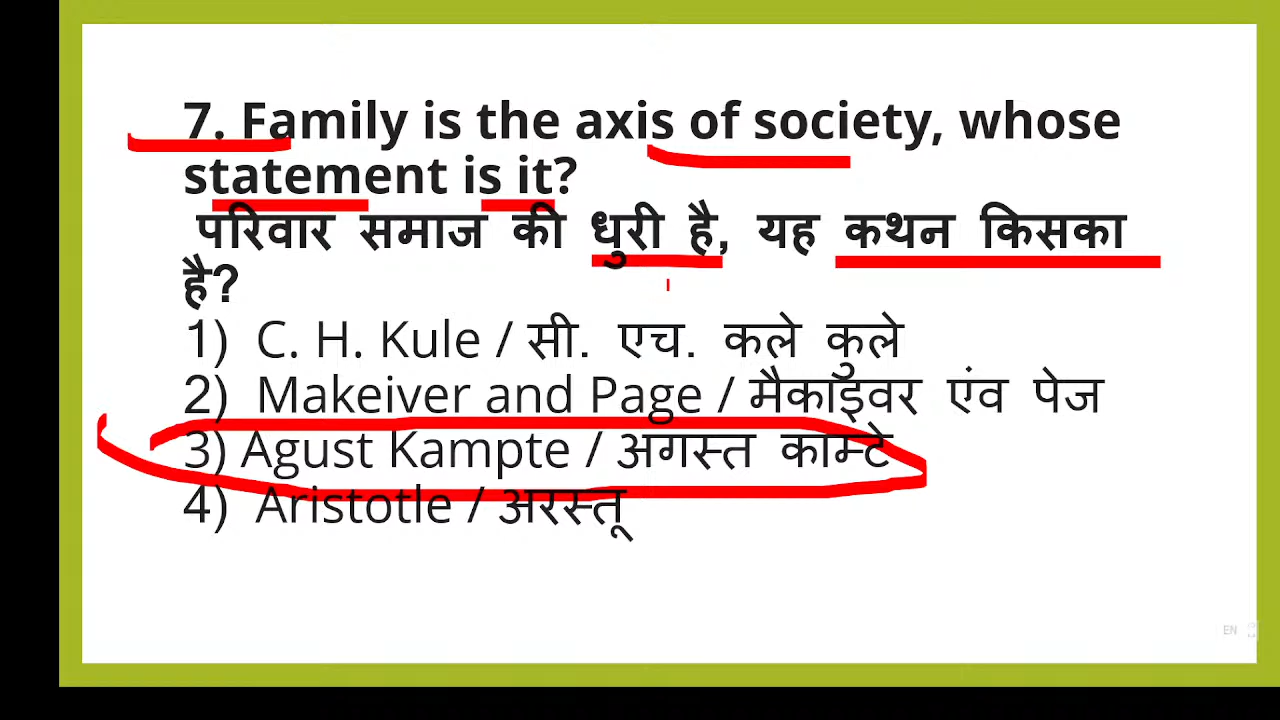 7. Family is the axis of society, whose
statement is it?
परिवार समाज की धुरी है, यह कथन किसका
है?
1) C. H. Kule / सी. एच. कले कुले
2) Makeiver and Page / मैकाइवर एंव पेज
3) Agust Kampte / अगस्त काम्टे
4) Aristotle / अरस्तू
EN